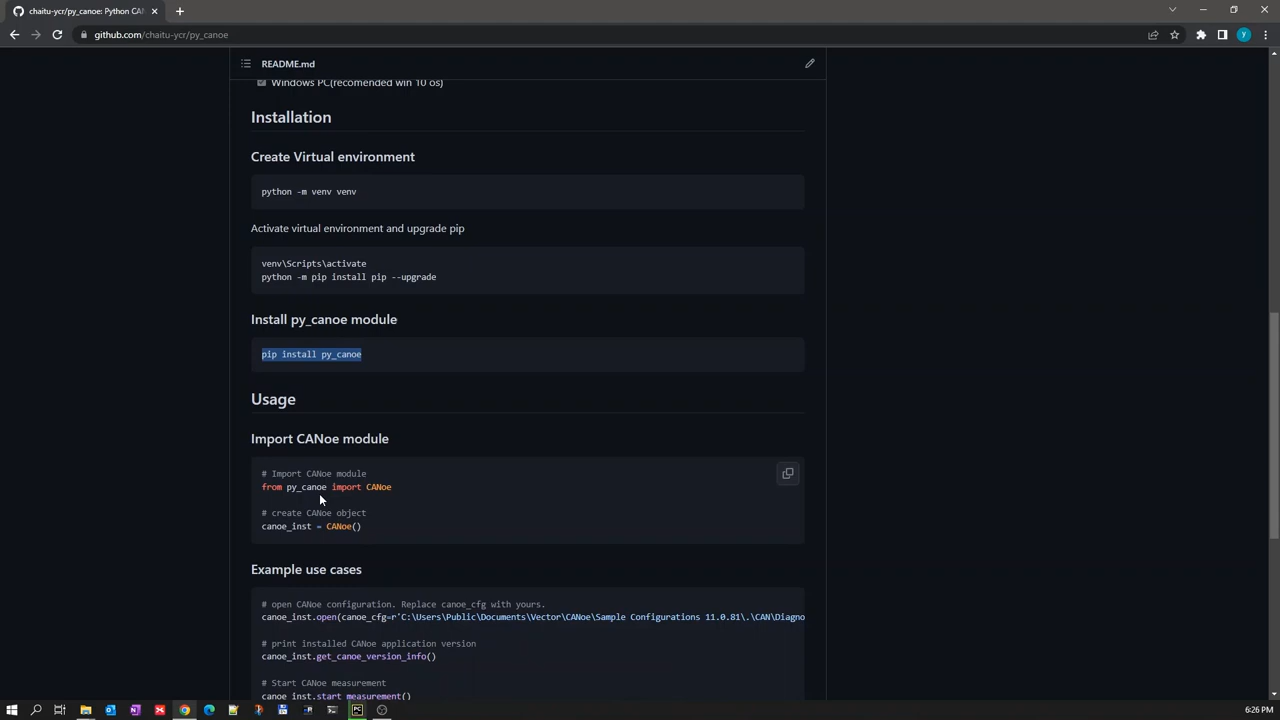 chaitu-ycr/py_canoe: Python CAN
github.com/chaitu-ycr/py_canoe
README.md
Windows PC(recomended win 10 os)
Installation
Create Virtual environment
python -m venv venv
Activate virtual environment and upgrade pip
venv\Scripts\activate
python -m pip install pip --upgrade
Install py_canoe module
pip install py_canoe
Usage
Import CANoe module
# Import CANoe module
from py_canoe import CANoe
# create CANoe object
canoe_inst = CANoe()
Example use cases
# open CANoe configuration. Replace canoe_cfg with yours.
canoe_inst.open(canoe_cfg=r'C:\Users\Public\Documents\Vector\CANoe\Sample Configurations 11.0.81\.\CAN\Diagno
# print installed CANoe application version
canoe_inst.get_canoe_version_info()
# Start CANoe measurement
canoe_inst.start_measurement()
6:26 PM